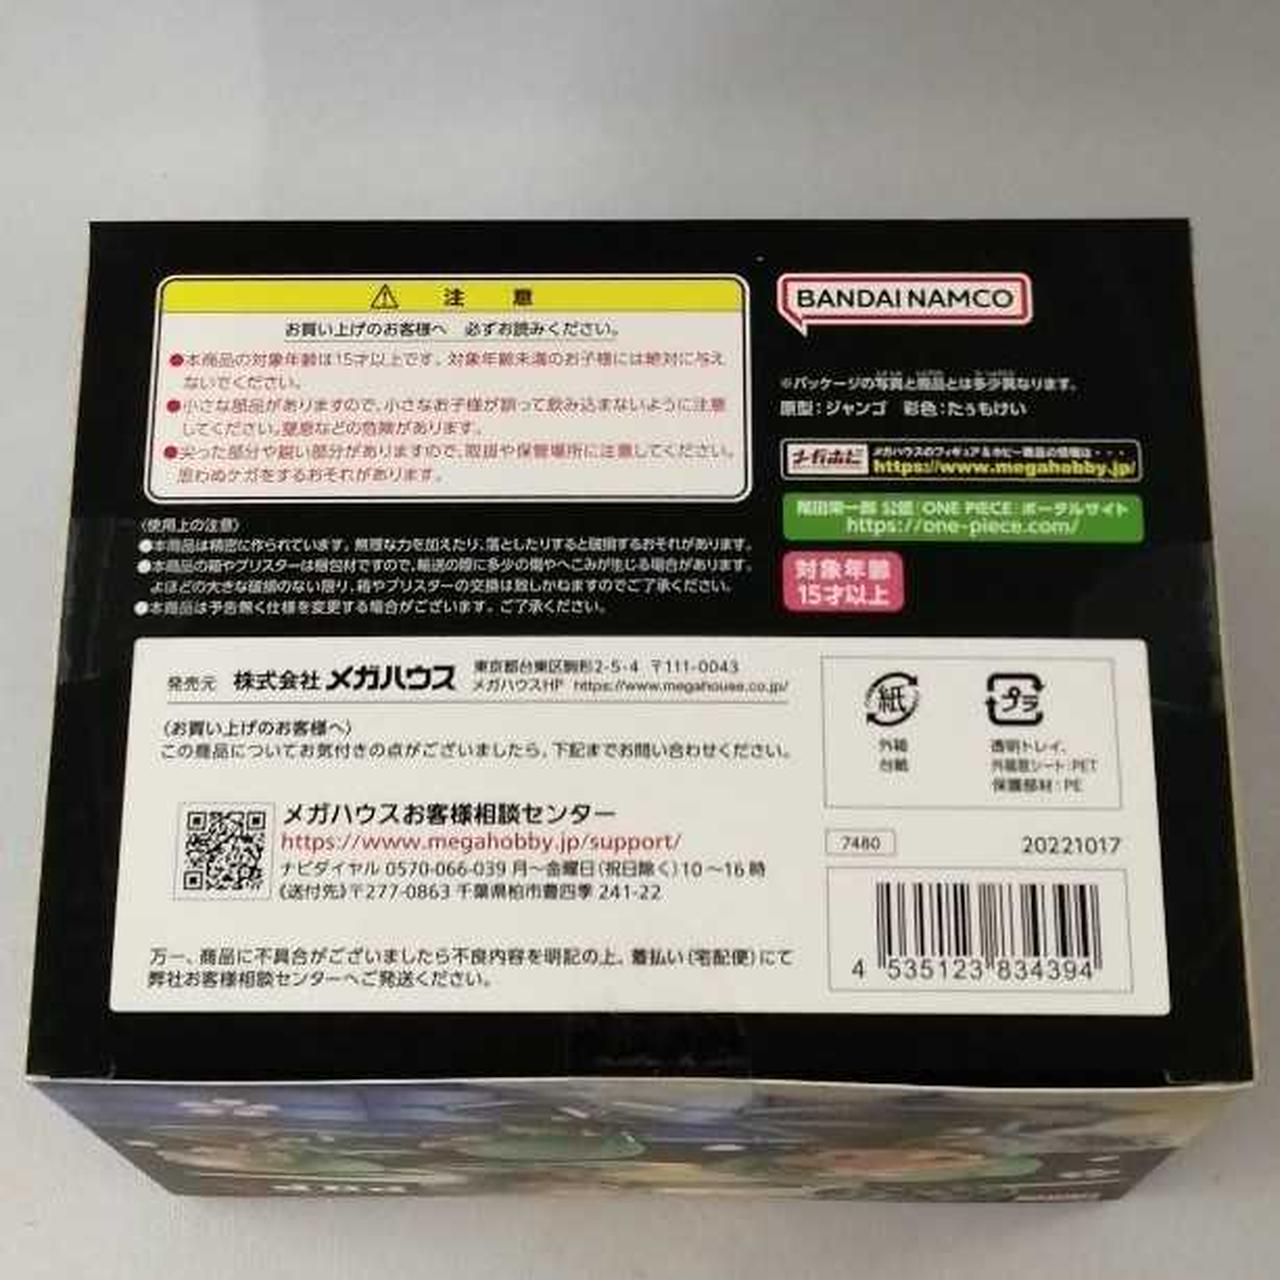 ⚠ 注意
お買い上げのお客様へ 必ずお読みください。
●本商品の対象年齢は15才以上です。対象年齢未満のお子様には絶対に与え
ないでください。
●小さな部品がありますので、小さなお子様が誤って飲み込まないように注意
してください。窒息などの危険があります。
●尖った部分や鋭い部分がありますので、取扱や保管場所に注意してください。
思わぬケガをするおそれがあります。
〈使用上の注意〉
●本商品は精密に作られています。無理な力を加えたり、落としたりすると破損するおそれがあります。
●本商品の箱やブリスターは梱包材ですので、輸送の際に多少の傷やへこみが生じる場合があります。
よほどの大きな破損のない限り、箱やブリスターの交換は致しかねますのでご了承ください。
●本商品は予告無く仕様を変更する場合がございます。ご了承ください。
BANDAI NAMCO
※パッケージの写真と商品とは多少異なります。
原型：ジャンゴ 彩色：たぅもけい
メガホビ
メガハウスのフィギュア&ホビー商品の情報は・・・
https://www.megahobby.jp/
尾田栄一郎 公認「ONE PIECE」ポータルサイト
https://one-piece.com/
対象年齢
15才以上
発売元 株式会社メガハウス
東京都台東区駒形2-5-4 〒111-0043
メガハウスHP https://www.megahouse.co.jp/
〈お買い上げのお客様へ〉
この商品についてお気付きの点がございましたら、下記までお問い合わせください。
メガハウスお客様相談センター
https://www.megahobby.jp/support/
ナビダイヤル 0570-066-039 月～金曜日(祝日除く)10～16時
《送付先》〒277-0863 千葉県柏市豊四季 241-22
万一、商品に不具合がございましたら不良内容を明記の上、着払い(宅配便)にて
弊社お客様相談センターへご発送ください。
紙
外箱
台紙
プラ
透明トレイ、
外箱窓シート：PET
保護部材：PE
7480
20221017
4 535123 834394